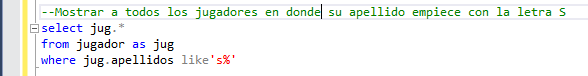 --Mostrar a todos los jugadores en donde su apellido empiece con la letra S
select jug.*
from jugador as jug
where jug.apellidos like's%'